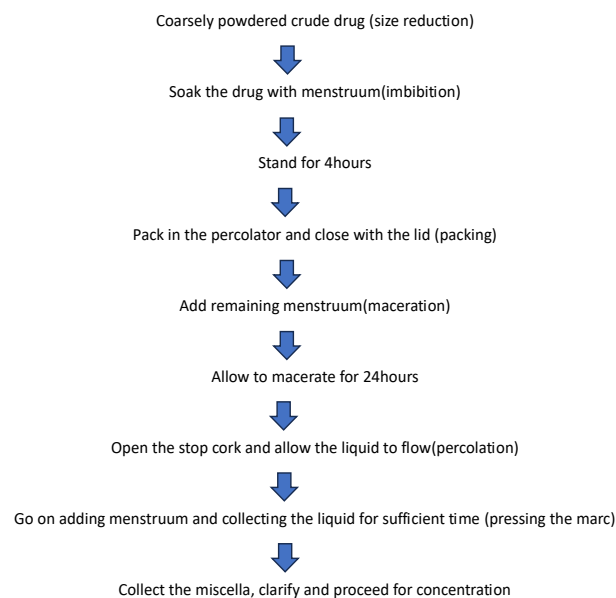 Coarsely powdered crude drug (size reduction)
Soak the drug with menstruum(imbibition)
Stand for 4hours
Pack in the percolator and close with the lid (packing)
Add remaining menstruum(maceration)
Allow to macerate for 24hours
Open the stop cork and allow the liquid to flow(percolation)
Go on adding menstruum and collecting the liquid for sufficient time (pressing the marc)
Collect the miscella, clarify and proceed for concentration